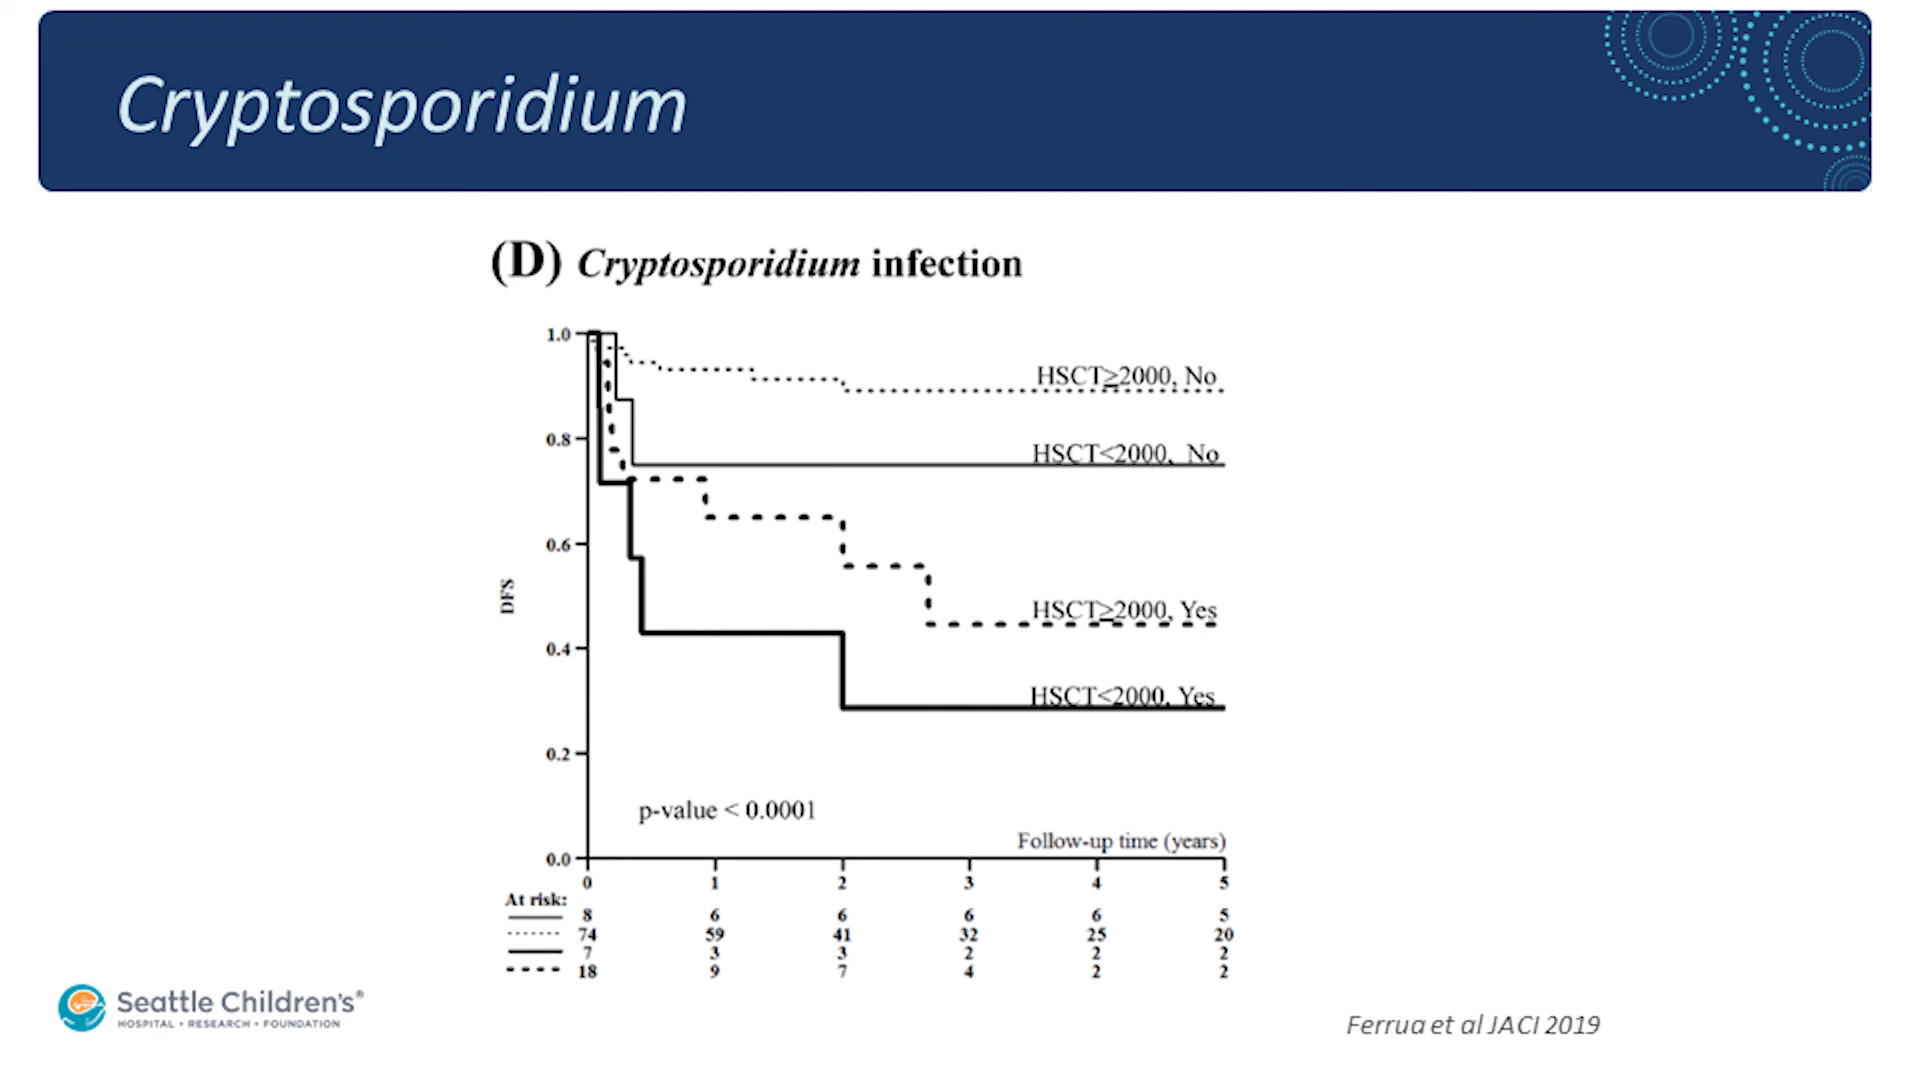 Cryptosporidium
(D) Cryptosporidium infection
1.0
HSCT≥2000, No
0.8
HSCT<2000, No
0.6
DFS
HSCT≥2000, Yes
0.4
HSCT<2000, Yes
0.2
p-value < 0.0001
Follow-up time (years)
0.0
0 1 2 3 4 5
At risk:
8 6 6 6 6 5
74 59 41 32 25 20
7 3 3 2 2 2
18 9 7 4 2 2
Seattle Children's®
HOSPITAL • RESEARCH • FOUNDATION
Ferrua et al JACI 2019